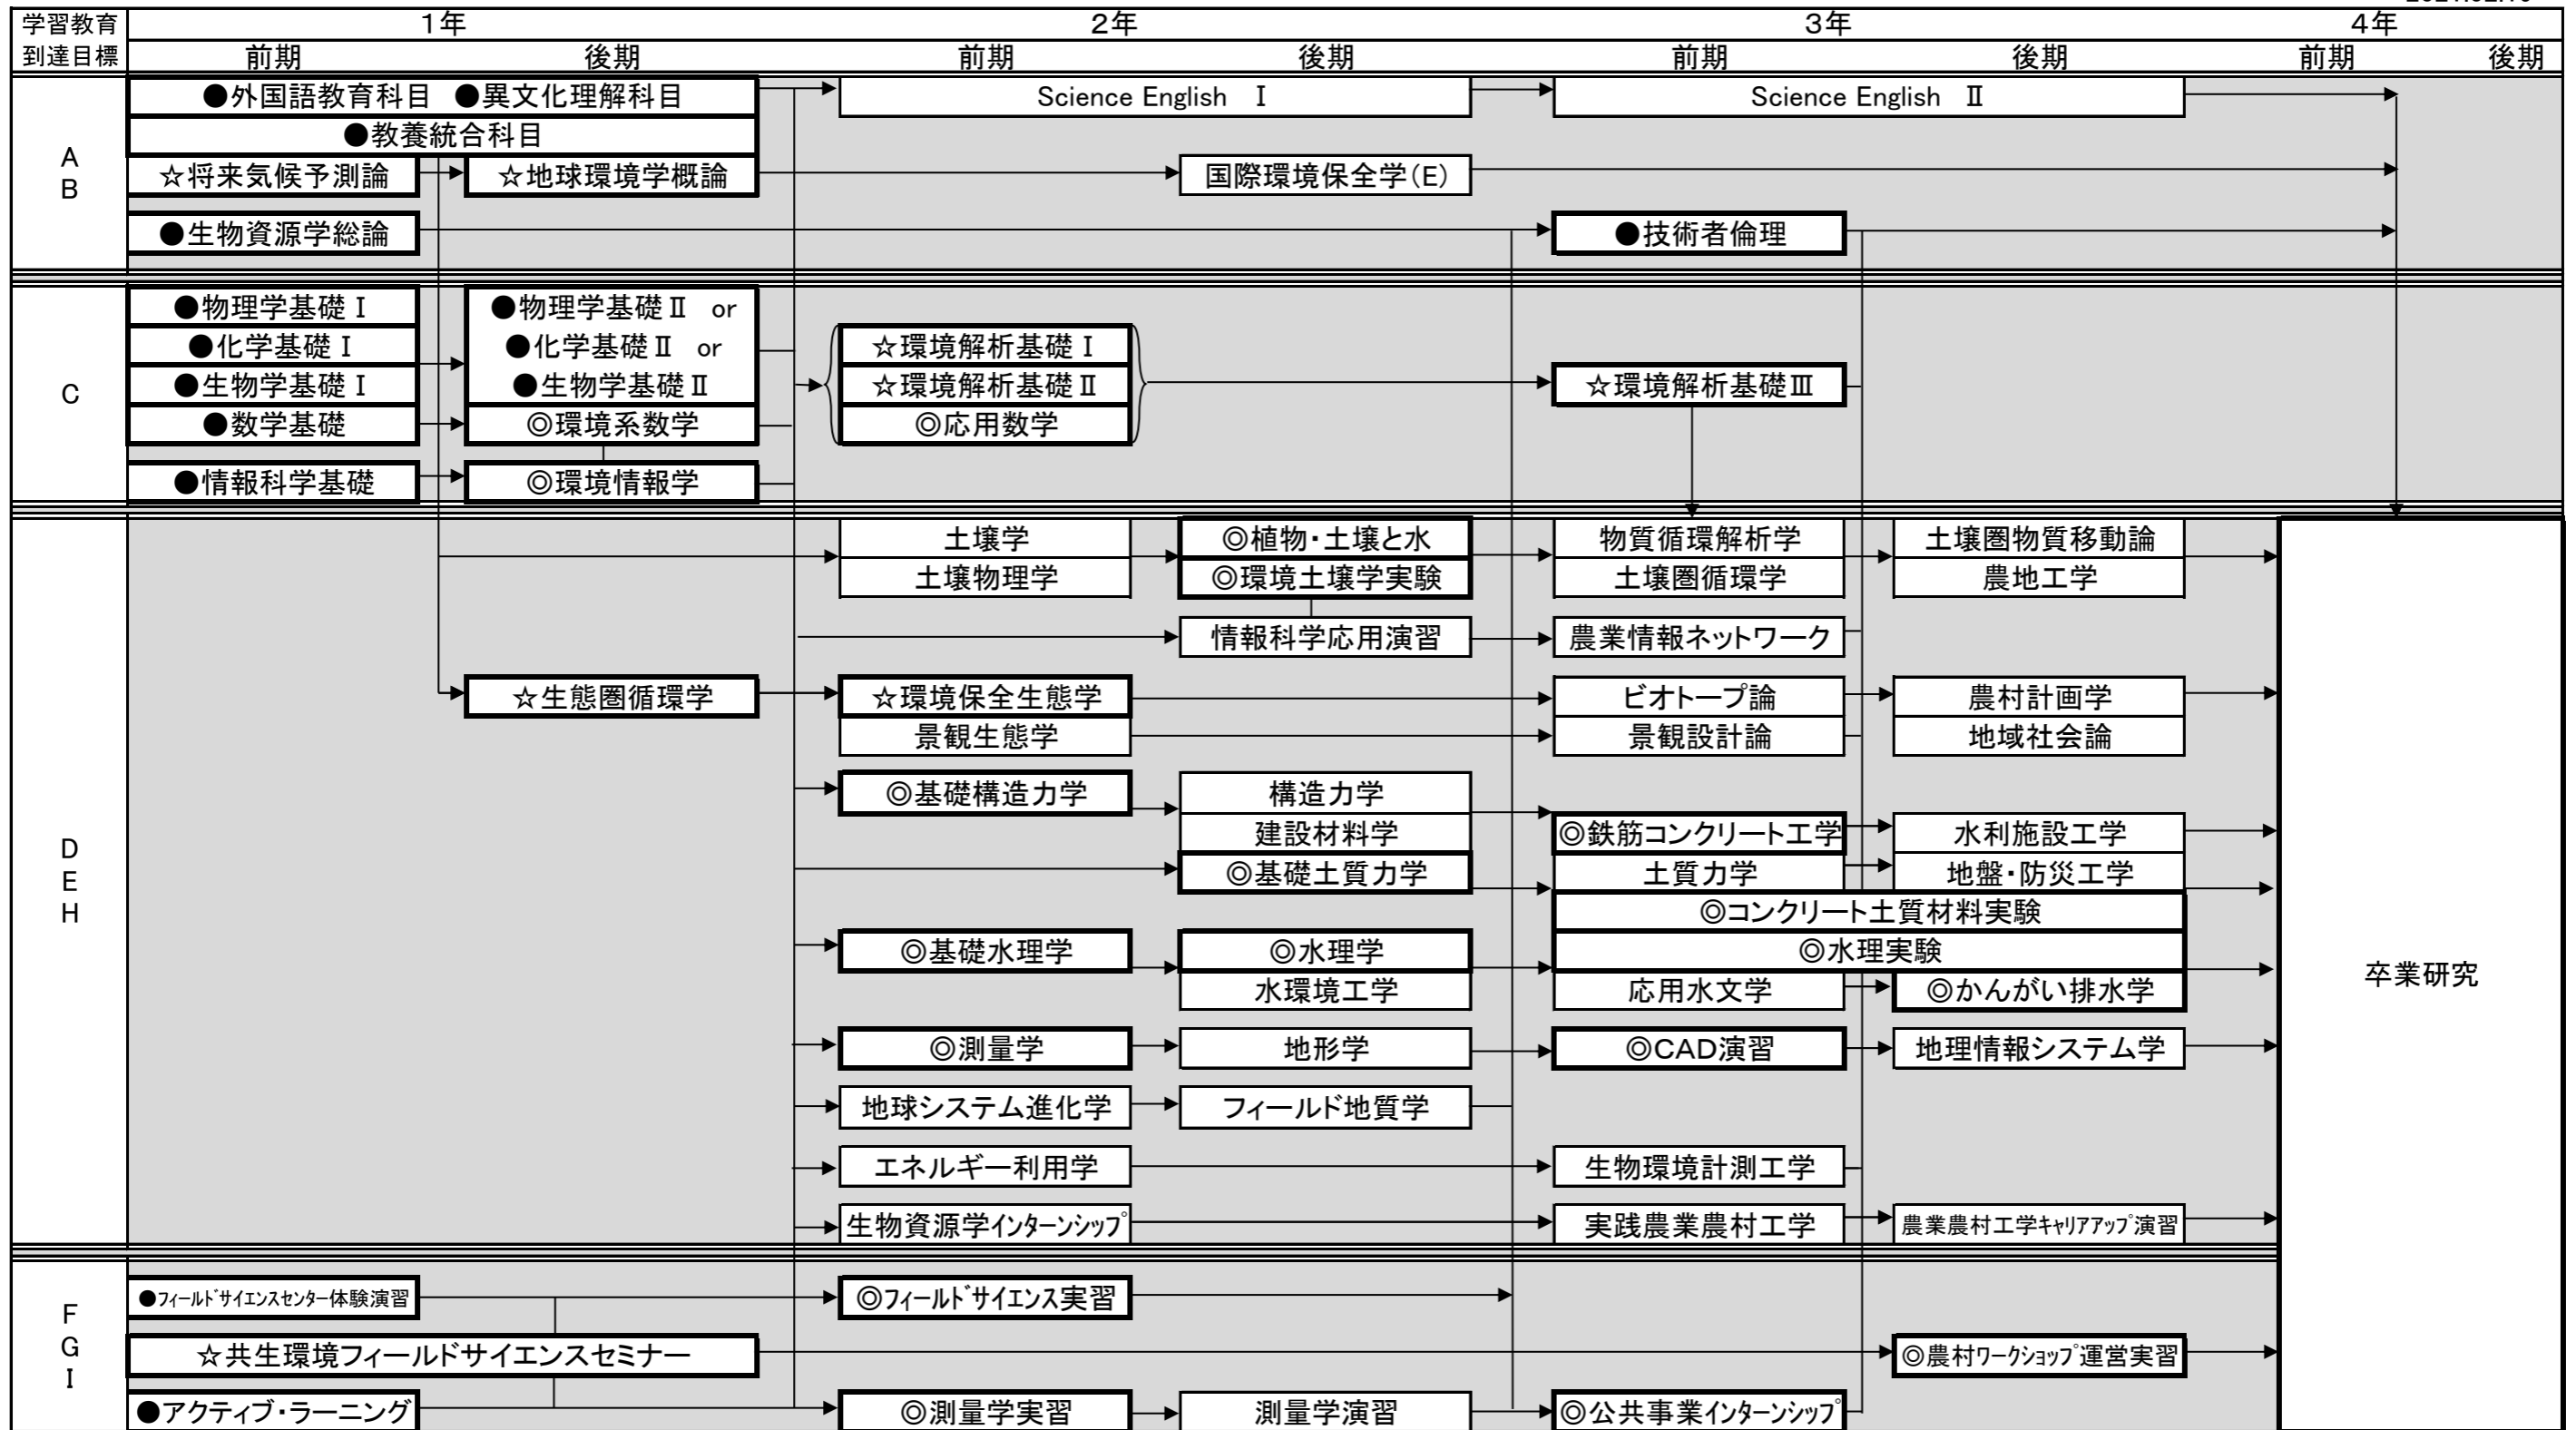 学習教育
到達目標
1年 2年 3年 4年
前期 後期 前期 後期 前期 後期 前期 後期
A
B
●外国語教育科目 ●異文化理解科目
Science English Ⅰ
Science English Ⅱ
●教養統合科目
☆将来気候予測論
☆地球環境学概論
国際環境保全学(E)
●生物資源学総論
●技術者倫理
C
●物理学基礎Ⅰ
●物理学基礎Ⅱ or
●化学基礎Ⅰ
●化学基礎Ⅱ or
☆環境解析基礎Ⅰ
●生物学基礎Ⅰ
●生物学基礎Ⅱ
☆環境解析基礎Ⅱ
☆環境解析基礎Ⅲ
●数学基礎
◎環境系数学
◎応用数学
●情報科学基礎
◎環境情報学
D
E
H
土壌学
◎植物・土壌と水
物質循環解析学
土壌圏物質移動論
土壌物理学
◎環境土壌学実験
土壌圏循環学
農地工学
情報科学応用演習
農業情報ネットワーク
☆生態圏循環学
☆環境保全生態学
ビオトープ論
農村計画学
景観生態学
景観設計論
地域社会論
◎基礎構造力学
構造力学
建設材料学
◎鉄筋コンクリート工学
水利施設工学
◎基礎土質力学
土質力学
地盤・防災工学
◎コンクリート土質材料実験
◎基礎水理学
◎水理学
◎水理実験
水環境工学
応用水文学
◎かんがい排水学
卒業研究
◎測量学
地形学
◎CAD演習
地理情報システム学
地球システム進化学
フィールド地質学
エネルギー利用学
生物環境計測工学
生物資源学インターンシップ
実践農業農村工学
農業農村工学キャリアアップ演習
F
G
I
●フィールドサイエンスセンター体験演習
◎フィールドサイエンス実習
☆共生環境フィールドサイエンスセミナー
◎農村ワークショップ運営実習
●アクティブ・ラーニング
◎測量学実習
測量学演習
◎公共事業インターンシップ